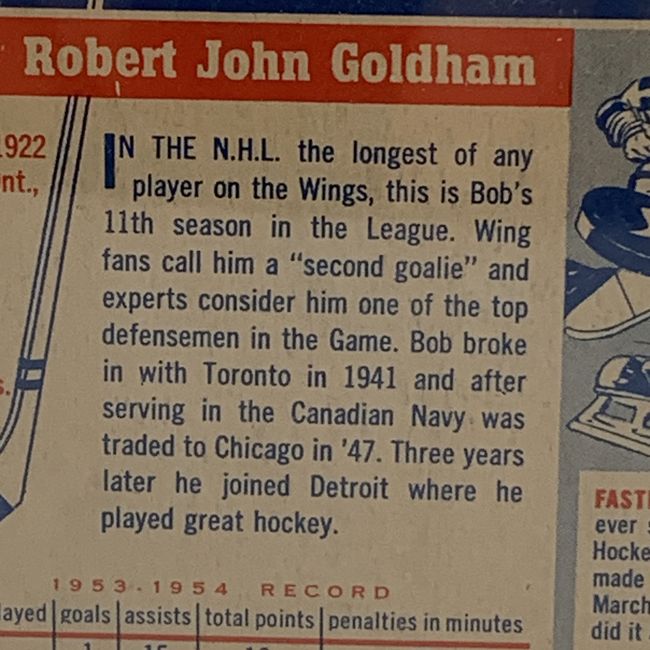 Robert John Goldham
1922
nt.,
IN THE N.H.L. the longest of any
player on the Wings, this is Bob's
11th season in the League. Wing
fans call him a "second goalie" and
experts consider him one of the top
defensemen in the Game. Bob broke
in with Toronto in 1941 and after
serving in the Canadian Navy was
traded to Chicago in '47. Three years
later he joined Detroit where he
played great hockey.
s.
1953-1954 RECORD
ayed goals assists total points penalties in minutes
FAST
ever
Hocke
made
March
did it